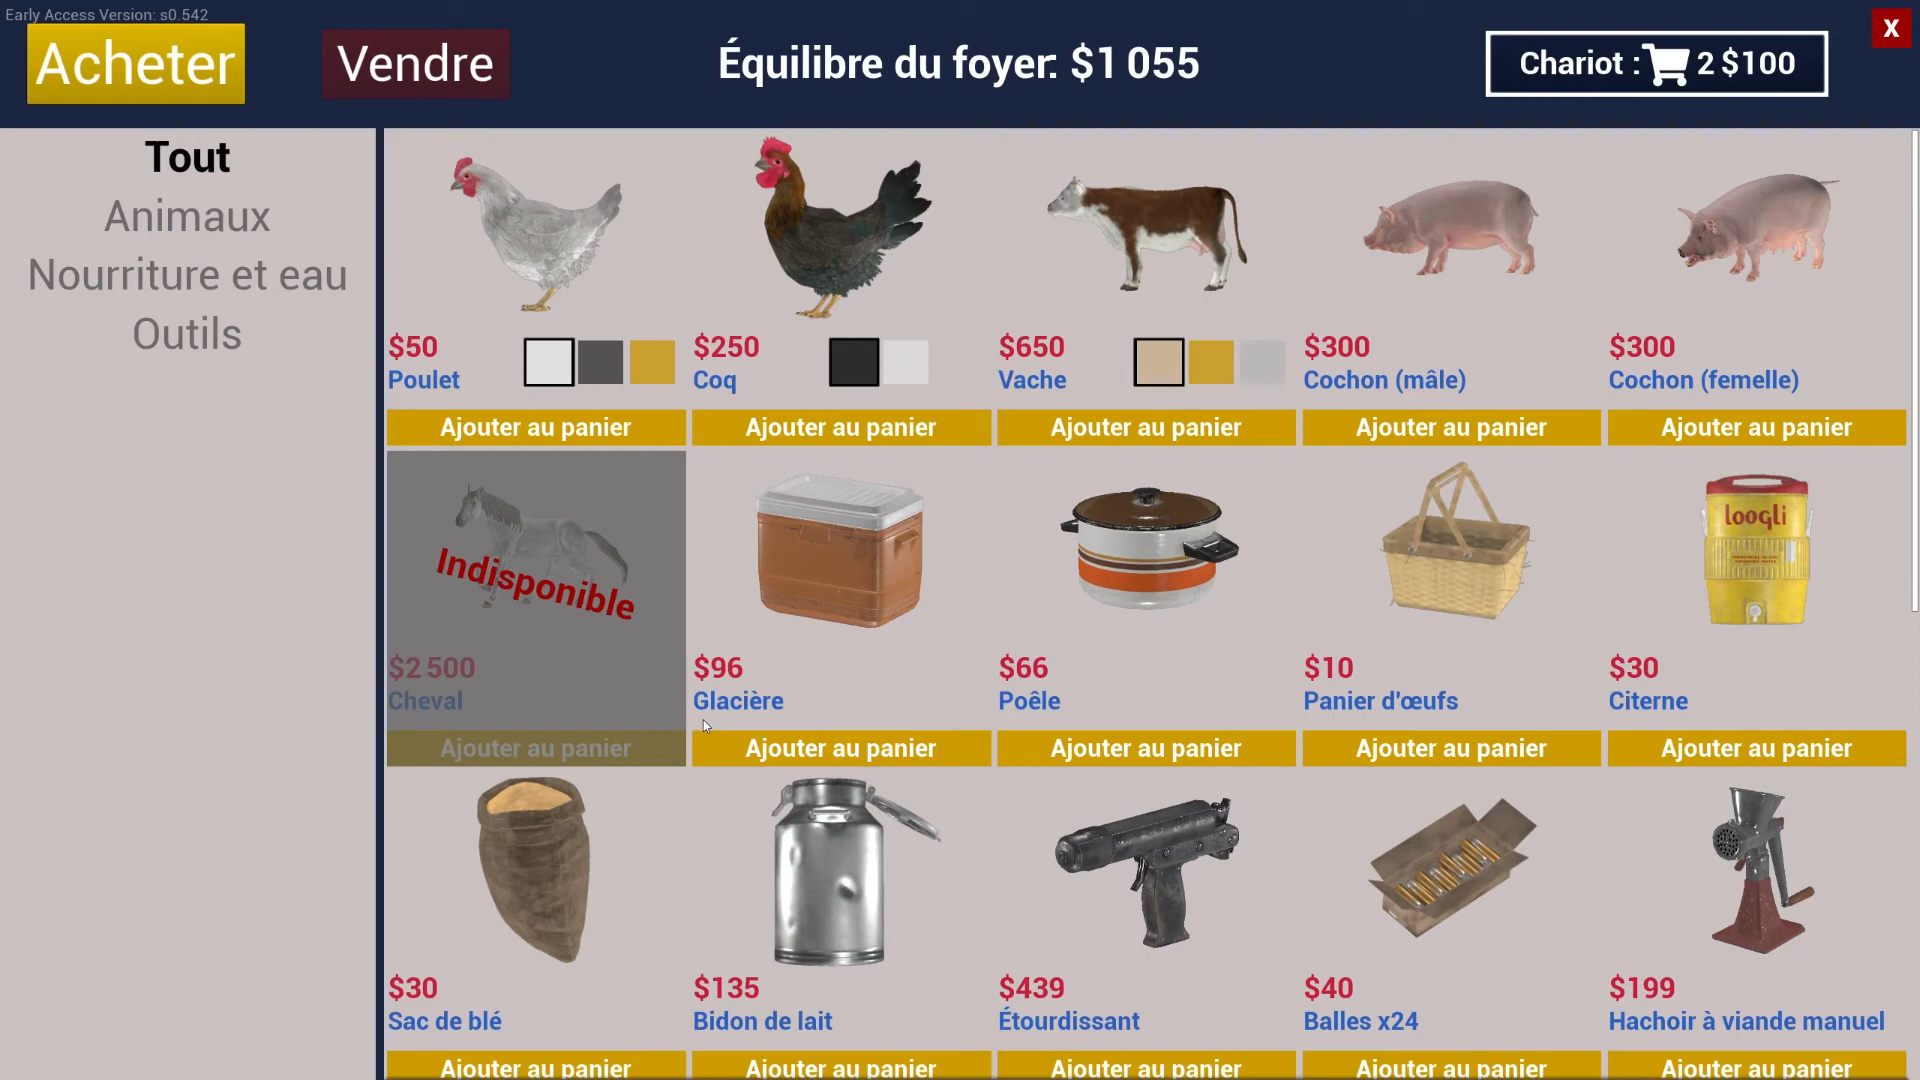 Early Access Version: s0.542
Acheter
Vendre
Équilibre du foyer: $1 055
Chariot : 2 $100
X
Tout
Animaux
Nourriture et eau
Outils
$50
Poulet
Ajouter au panier
$250
Coq
Ajouter au panier
$650
Vache
Ajouter au panier
$300
Cochon (mâle)
Ajouter au panier
$300
Cochon (femelle)
Ajouter au panier
Indisponible
$2 500
Cheval
Ajouter au panier
$96
Glacière
Ajouter au panier
$66
Poêle
Ajouter au panier
$10
Panier d'œufs
Ajouter au panier
loogli
$30
Citerne
Ajouter au panier
$30
Sac de blé
Ajouter au panier
$135
Bidon de lait
Ajouter au panier
$439
Étourdissant
Ajouter au panier
$40
Balles x24
Ajouter au panier
$199
Hachoir à viande manuel
Ajouter au panier